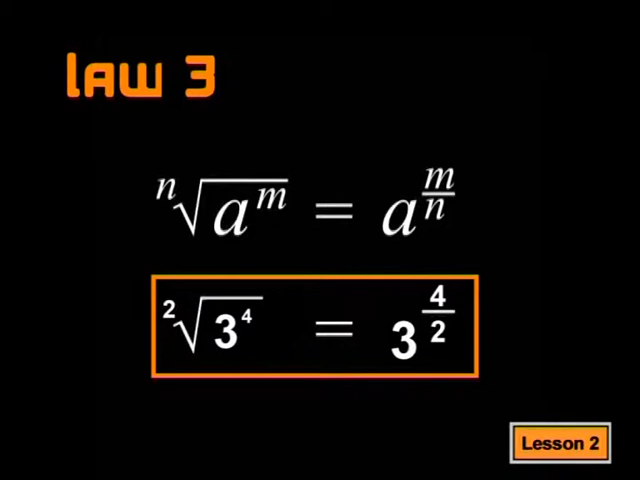 LAW 3
ⁿ√aᵐ = a^(m/n)
²√3⁴ = 3^(4/2)
Lesson 2